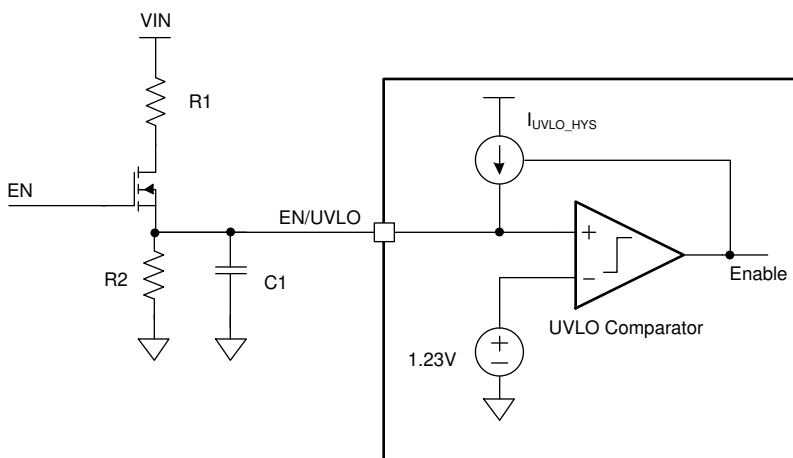 VIN
R1
I_UVLO_HYS
EN
EN/UVLO
R2
C1
+
−
Enable
UVLO Comparator
1.23V
+
−